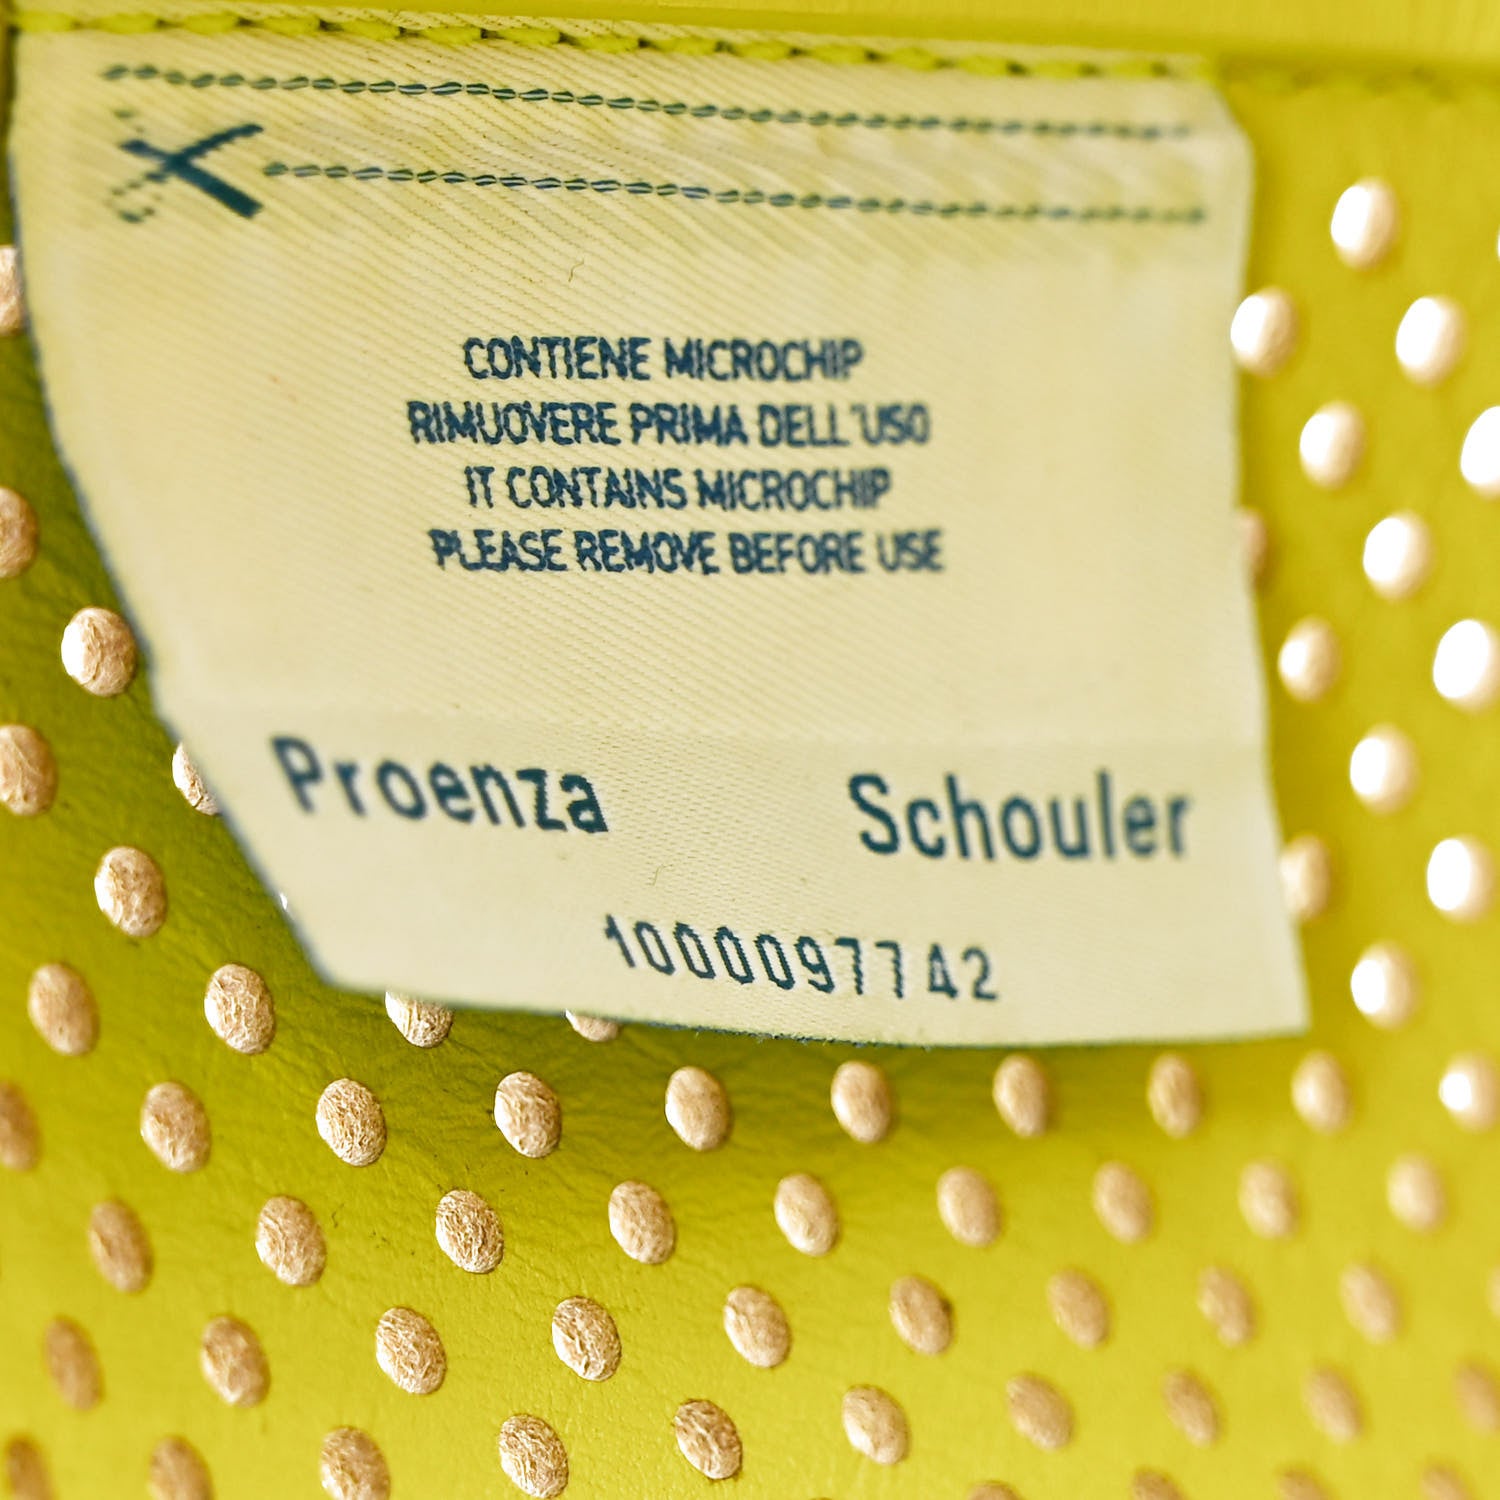 CONTIENE MICROCHIP
RIMUOVERE PRIMA DELL'USO
IT CONTAINS MICROCHIP
PLEASE REMOVE BEFORE USE
Proenza Schouler
1000097742